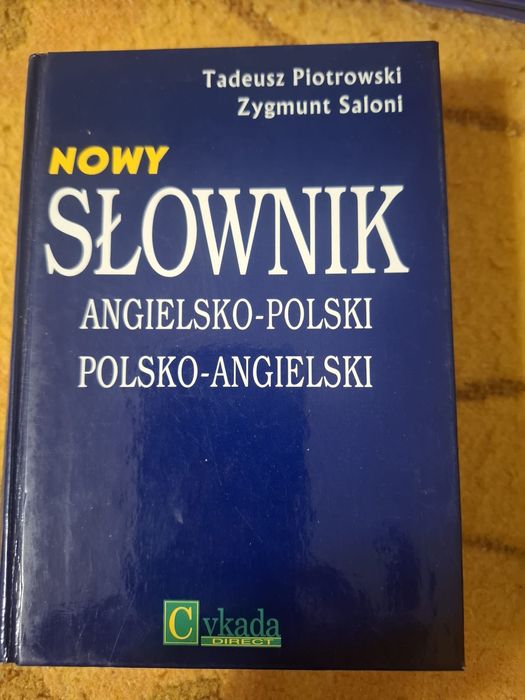 Tadeusz Piotrowski
Zygmunt Saloni
NOWY
SŁOWNIK
ANGIELSKO-POLSKI
POLSKO-ANGIELSKI
Cykada
DIRECT